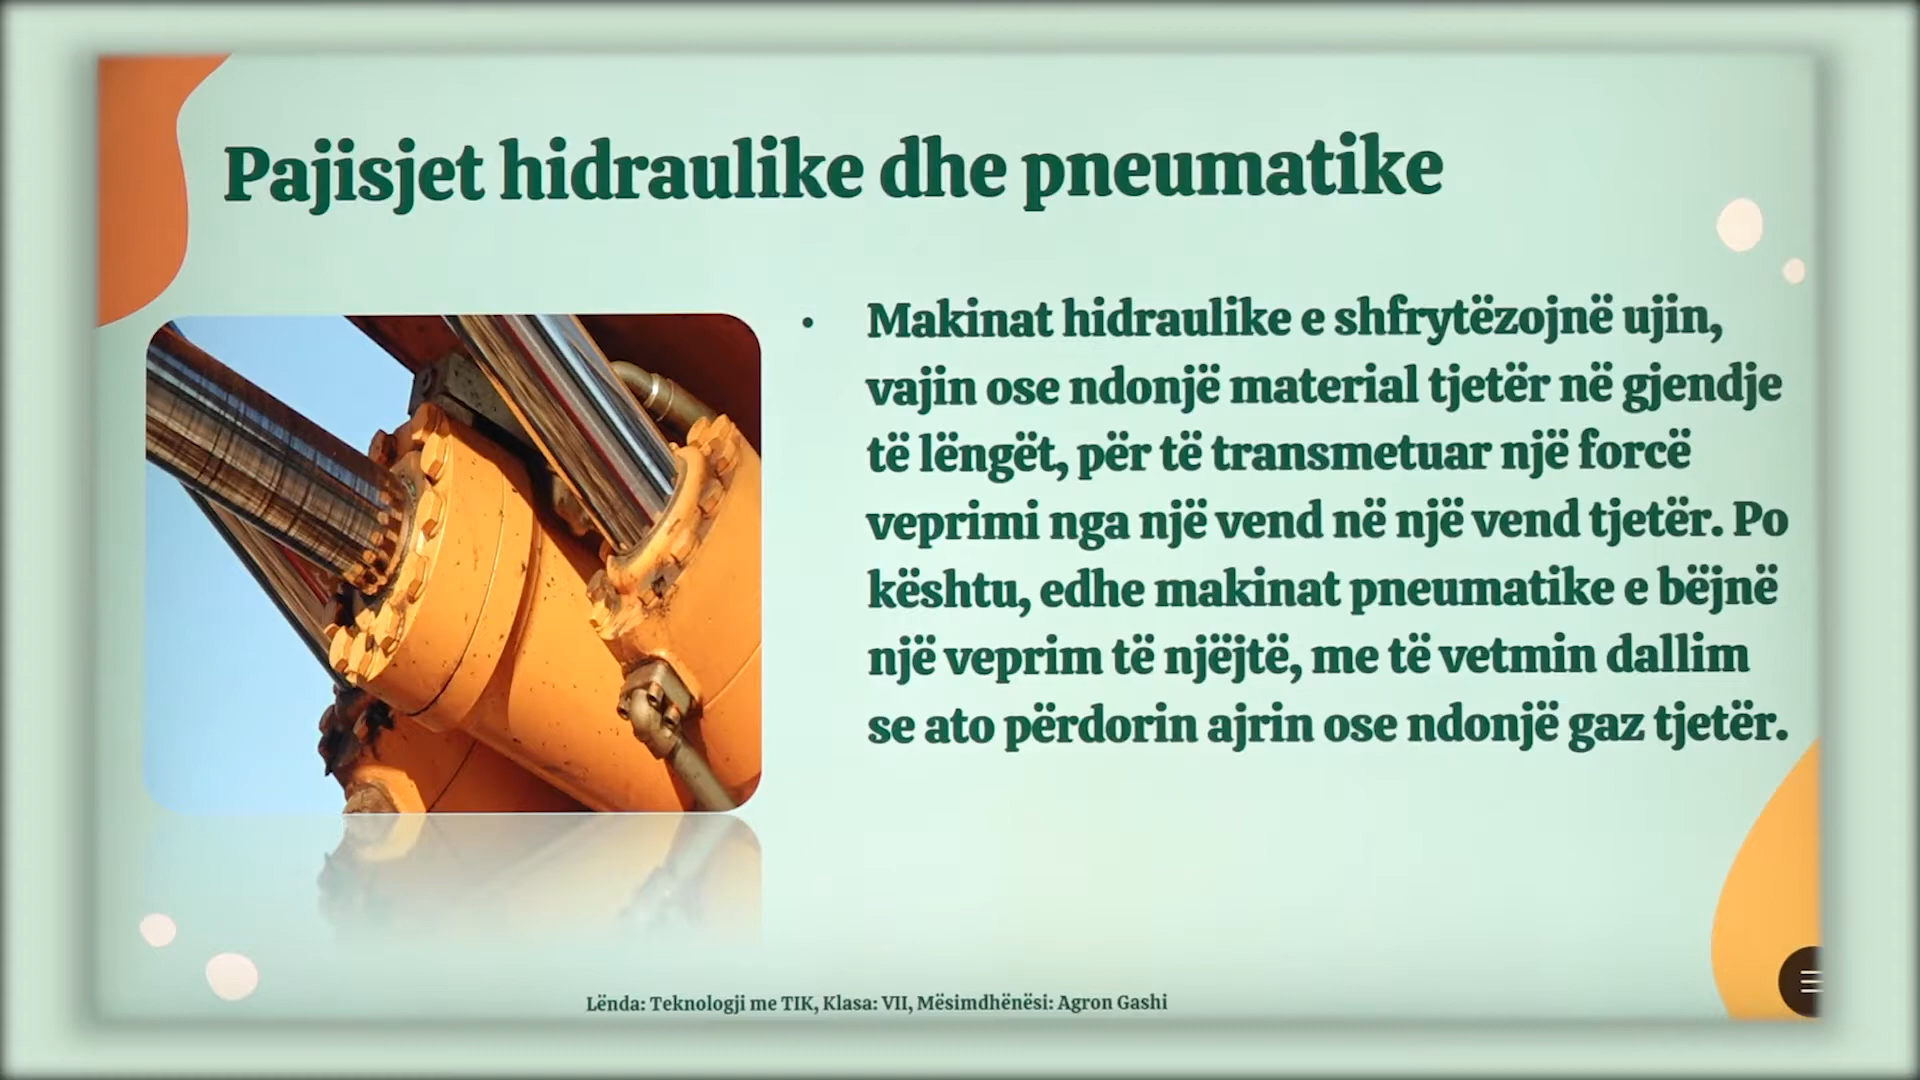 Pajisjet hidraulike dhe pneumatike
• Makinat hidraulike e shfrytëzojnë ujin,
vajin ose ndonjë material tjetër në gjendje
të lëngët, për të transmetuar një forcë
veprimi nga një vend në një vend tjetër. Po
kështu, edhe makinat pneumatike e bëjnë
një veprim të njëjtë, me të vetmin dallim
se ato përdorin ajrin ose ndonjë gaz tjetër.
Lënda: Teknologji me TIK, Klasa: VII, Mësimdhënësi: Agron Gashi